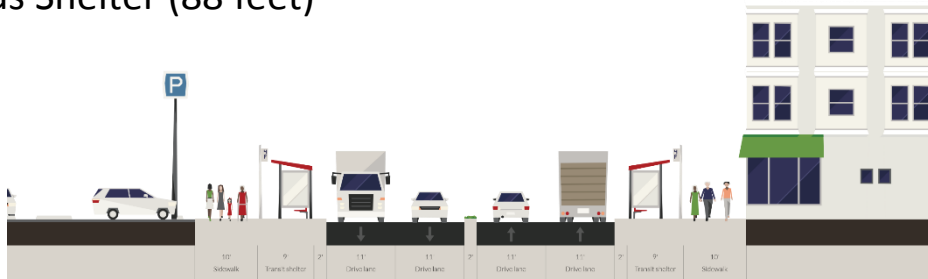 us Shelter (88 feet)
P
10' 9' 2' 11' 11 2' 11' 11' 2' 9' 10'
Sidewalk Transit shelter Drive lane Drive lane Drive lane Drive lane Transit shelter Sidewalk